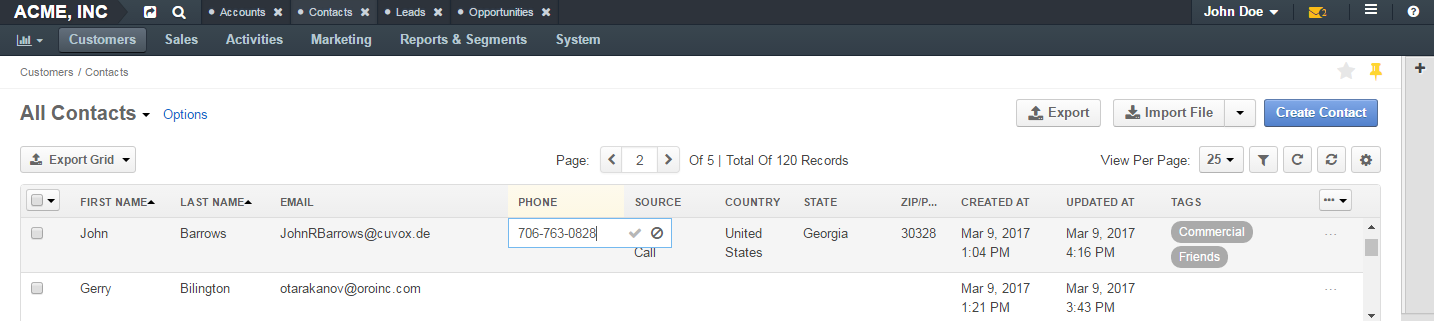 ACME, INC Accounts Contacts Leads Opportunities John Doe 2
Customers Sales Activities Marketing Reports & Segments System
Customers / Contacts
All Contacts Options Export Import File Create Contact
Export Grid Page: 2 Of 5 | Total Of 120 Records View Per Page: 25
FIRST NAME LAST NAME EMAIL PHONE SOURCE COUNTRY STATE ZIP/P... CREATED AT UPDATED AT TAGS
John Barrows JohnRBarrows@cuvox.de 706-763-0828 United Georgia 30328 Mar 9, 2017 Mar 9, 2017 Commercial
Call States 1:04 PM 4:16 PM Friends
Gerry Bilington otarakanov@oroinc.com Mar 9, 2017 Mar 9, 2017
1:21 PM 3:43 PM